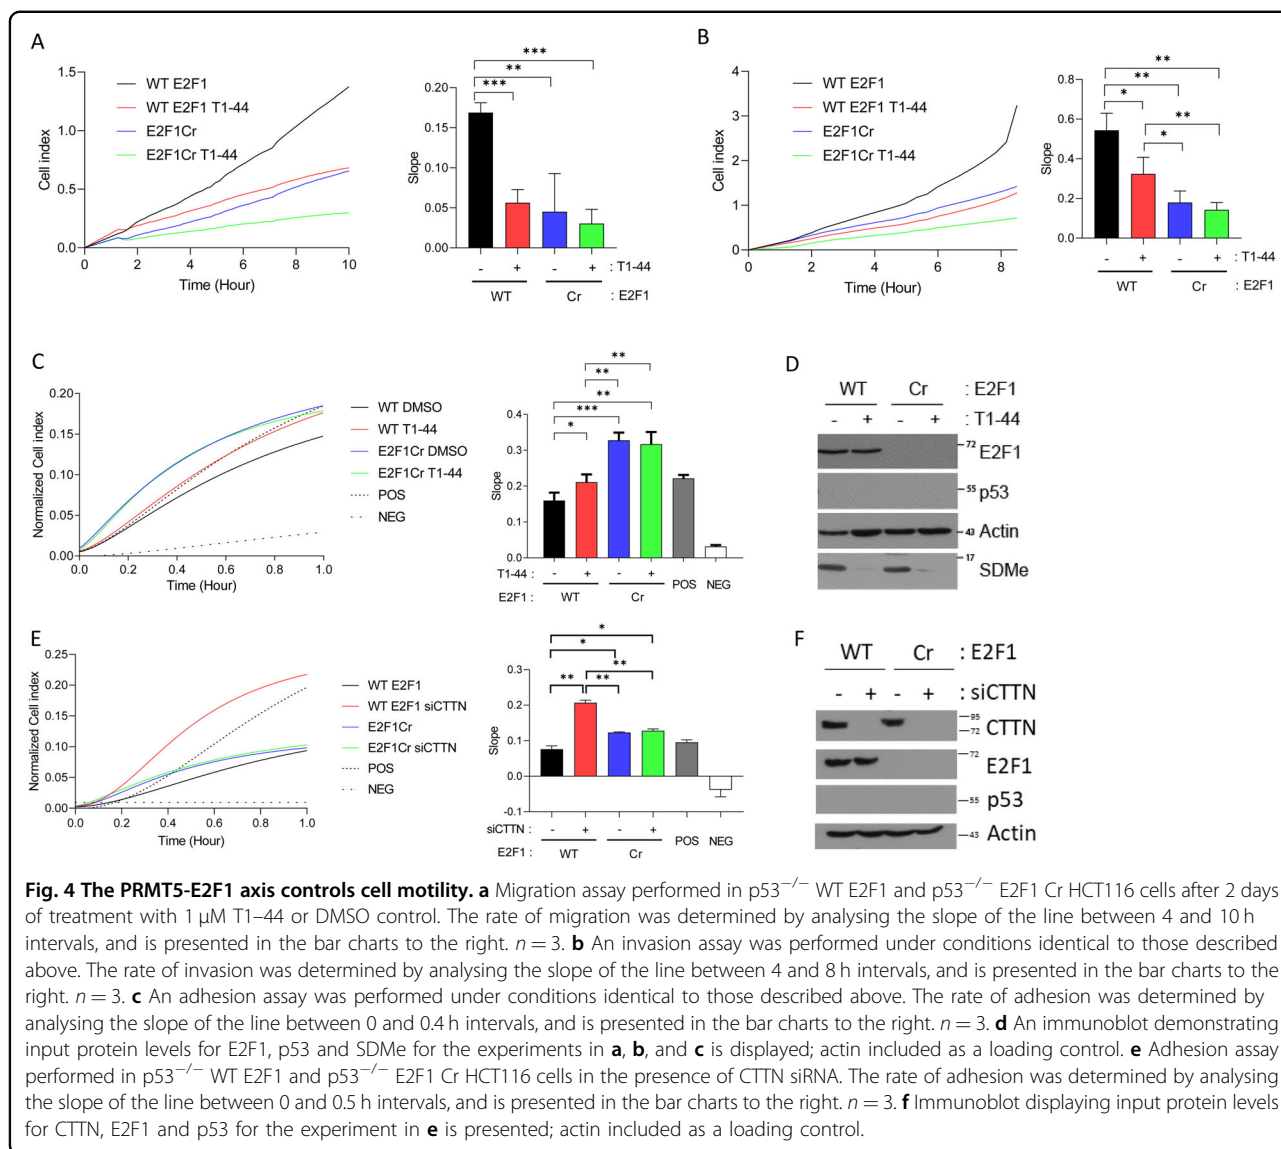 A
WT E2F1
WT E2F1 T1-44
E2F1Cr
E2F1Cr T1-44
Cell index
1.5
1.0
0.5
0.0
0 2 4 6 8 10
Time (Hour)
***
**
***
Slope
0.20
0.15
0.10
0.05
0.00
- + - + : T1-44
WT Cr : E2F1
B
WT E2F1
WT E2F1 T1-44
E2F1Cr
E2F1Cr T1-44
Cell index
4
3
2
1
0
0 2 4 6 8
Time (Hour)
**
**
*
**
*
Slope
0.8
0.6
0.4
0.2
0.0
- + - + : T1-44
WT Cr : E2F1
C
Normalized Cell index
0.20
0.15
0.10
0.05
0.00
0.0 0.2 0.4 0.6 0.8 1.0
Time (Hour)
WT DMSO
WT T1-44
E2F1Cr DMSO
E2F1Cr T1-44
POS
NEG
**
**
**
***
*
Slope
0.4
0.3
0.2
0.1
0.0
T1-44 : - + - + POS NEG
E2F1 : WT Cr
D
WT Cr : E2F1
- + - + : T1-44
72 E2F1
55 p53
43 Actin
17 SDMe
E
Normalized Cell index
0.25
0.20
0.15
0.10
0.05
0.00
0.0 0.2 0.4 0.6 0.8 1.0
Time (Hour)
WT E2F1
WT E2F1 siCTTN
E2F1Cr
E2F1Cr siCTTN
POS
NEG
*
*
**
** **
Slope
0.3
0.2
0.1
0.0
-0.1
siCTTN : - + - + POS NEG
E2F1 : WT Cr
F
WT Cr : E2F1
- + - + : siCTTN
95
72 CTTN
72 E2F1
55 p53
43 Actin
Fig. 4 The PRMT5-E2F1 axis controls cell motility. a Migration assay performed in p53−/− WT E2F1 and p53−/− E2F1 Cr HCT116 cells after 2 days
of treatment with 1 µM T1–44 or DMSO control. The rate of migration was determined by analysing the slope of the line between 4 and 10 h
intervals, and is presented in the bar charts to the right. n = 3. b An invasion assay was performed under conditions identical to those described
above. The rate of invasion was determined by analysing the slope of the line between 4 and 8 h intervals, and is presented in the bar charts to the
right. n = 3. c An adhesion assay was performed under conditions identical to those described above. The rate of adhesion was determined by
analysing the slope of the line between 0 and 0.4 h intervals, and is presented in the bar charts to the right. n = 3. d An immunoblot demonstrating
input protein levels for E2F1, p53 and SDMe for the experiments in a, b, and c is displayed; actin included as a loading control. e Adhesion assay
performed in p53−/− WT E2F1 and p53−/− E2F1 Cr HCT116 cells in the presence of CTTN siRNA. The rate of adhesion was determined by analysing
the slope of the line between 0 and 0.5 h intervals, and is presented in the bar charts to the right. n = 3. f Immunoblot displaying input protein levels
for CTTN, E2F1 and p53 for the experiment in e is presented; actin included as a loading control.